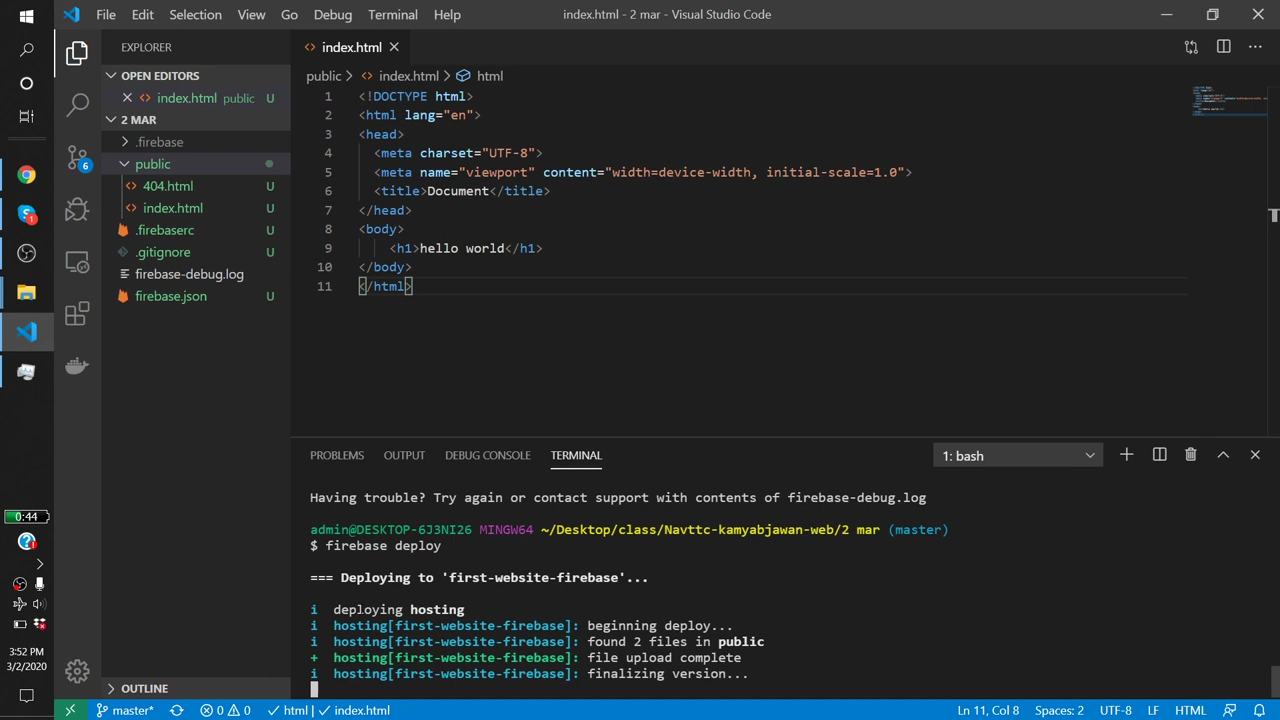 File Edit Selection View Go Debug Terminal Help
index.html - 2 mar - Visual Studio Code
EXPLORER
OPEN EDITORS
index.html public U
2 MAR
.firebase
public
404.html U
index.html U
.firebaserc U
.gitignore U
firebase-debug.log
firebase.json U
OUTLINE
6
1
0:44
3:52 PM
3/2/2020
index.html
public > index.html > html
1 <!DOCTYPE html>
2 <html lang="en">
3 <head>
4 <meta charset="UTF-8">
5 <meta name="viewport" content="width=device-width, initial-scale=1.0">
6 <title>Document</title>
7 </head>
8 <body>
9 <h1>hello world</h1>
10 </body>
11 </html>
PROBLEMS OUTPUT DEBUG CONSOLE TERMINAL
1: bash
Having trouble? Try again or contact support with contents of firebase-debug.log
admin@DESKTOP-6J3NI26 MINGW64 ~/Desktop/class/Navttc-kamyabjawan-web/2 mar (master)
$ firebase deploy
=== Deploying to 'first-website-firebase'...
i deploying hosting
i hosting[first-website-firebase]: beginning deploy...
i hosting[first-website-firebase]: found 2 files in public
+ hosting[first-website-firebase]: file upload complete
i hosting[first-website-firebase]: finalizing version...
master* 0 0 html | index.html
Ln 11, Col 8 Spaces: 2 UTF-8 LF HTML